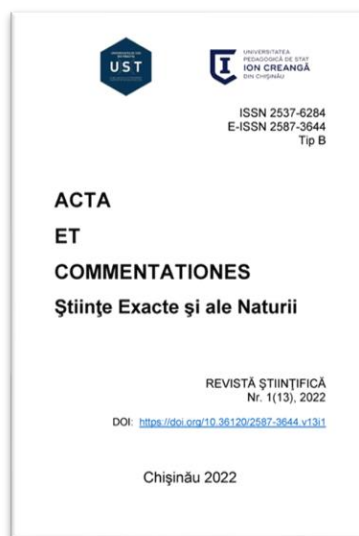 UST
UNIVERSITATEA
PEDAGOGICĂ DE STAT
ION CREANGĂ
DIN CHIŞINĂU
ISSN 2537-6284
E-ISSN 2587-3644
Tip B
ACTA
ET
COMMENTATIONES
Ştiinţe Exacte şi ale Naturii
REVISTĂ ŞTIINŢIFICĂ
Nr. 1(13), 2022
DOI: https://doi.org/10.36120/2587-3644.v13i1
Chişinău 2022